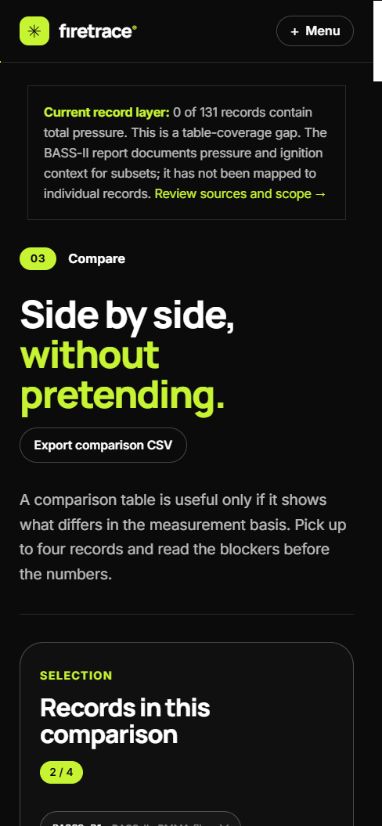 firetrace
+ Menu
Current record layer: 0 of 131 records contain
total pressure. This is a table-coverage gap. The
BASS-II report documents pressure and ignition
context for subsets; it has not been mapped to
individual records. Review sources and scope →
03 Compare
Side by side,
without
pretending.
Export comparison CSV
A comparison table is useful only if it shows
what differs in the measurement basis. Pick up
to four records and read the blockers before
the numbers.
SELECTION
Records in this
comparison
2 / 4